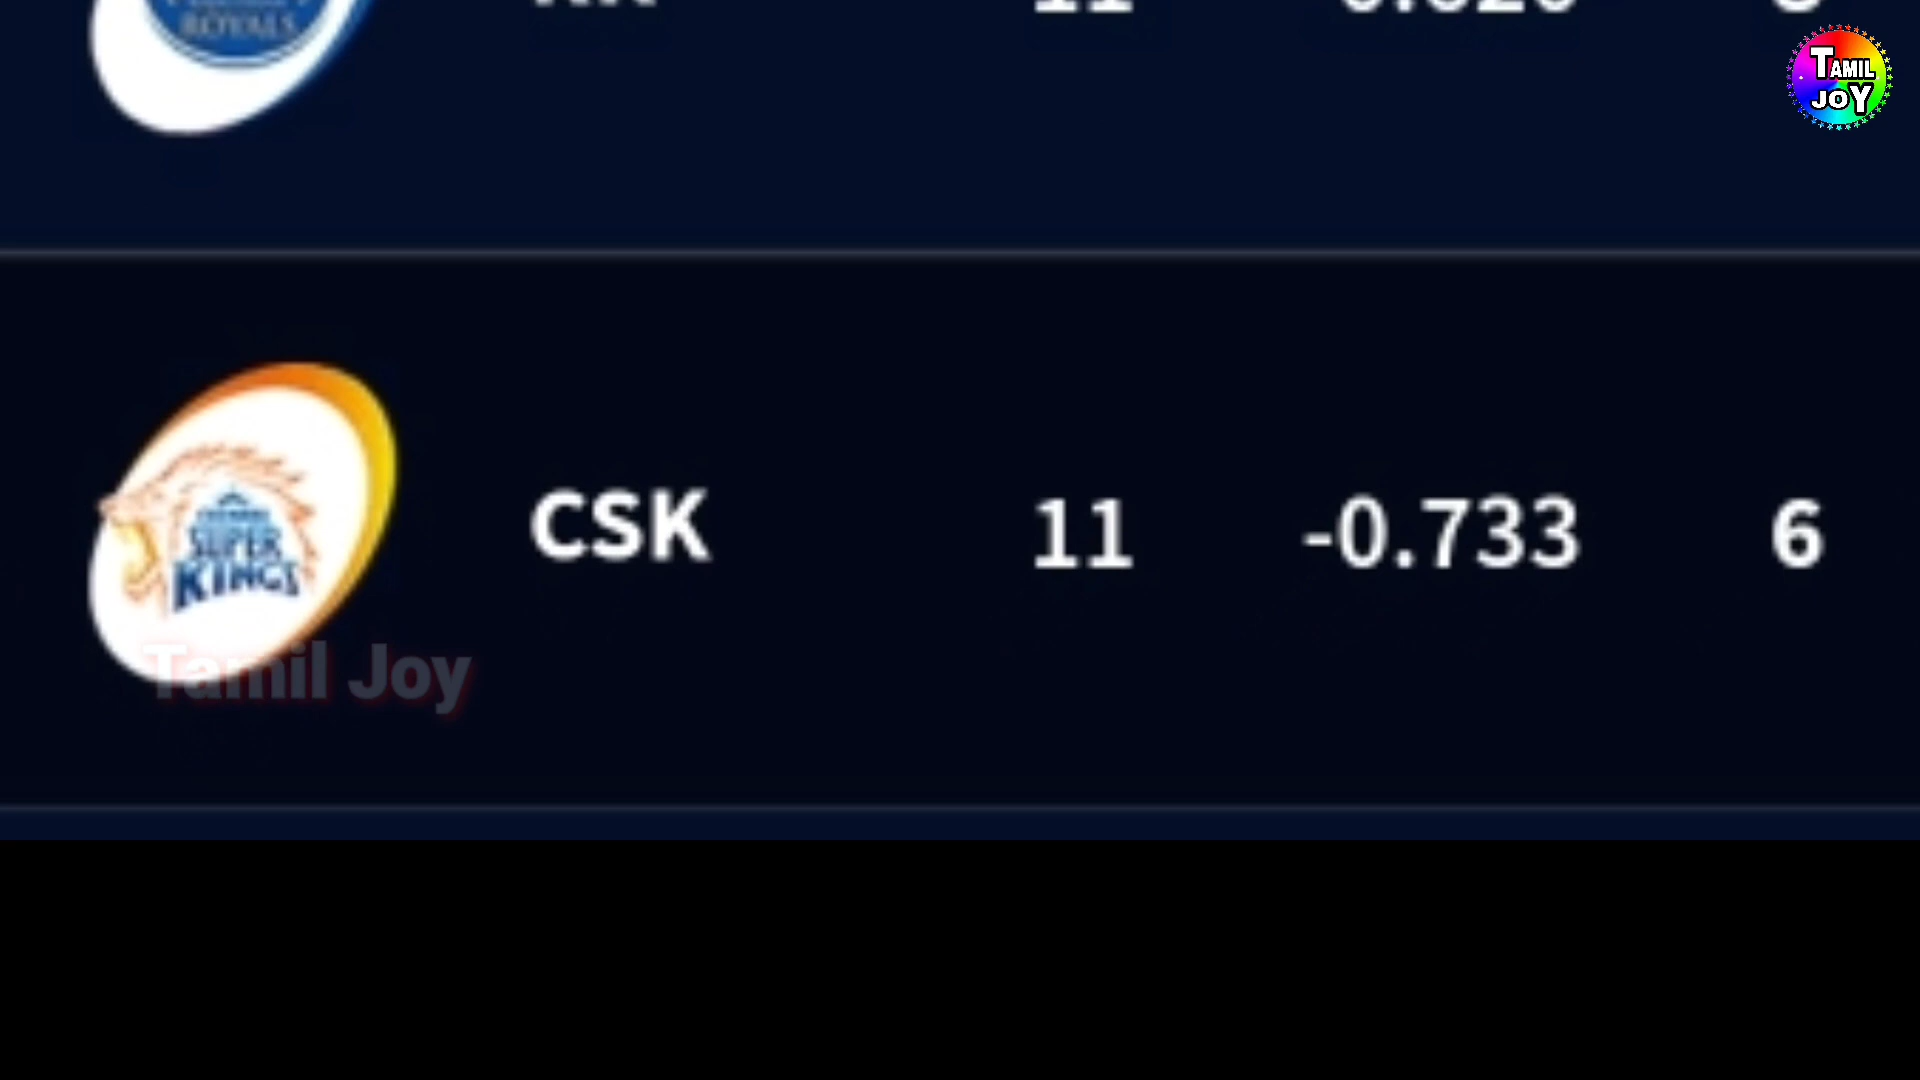 ROYALS
TAMIL
JOY
CSK 11 -0.733 6
SUPER
KINGS
Tamil Joy